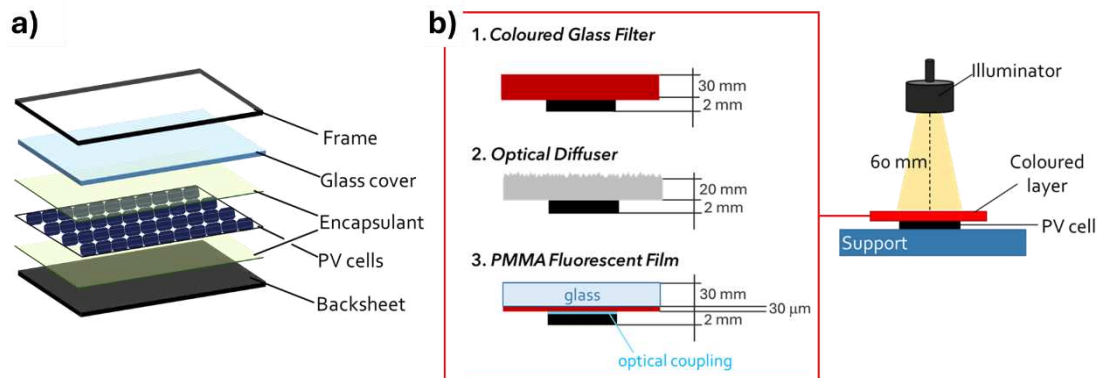 a)
Frame
Glass cover
Encapsulant
PV cells
Backsheet
b)
1. Coloured Glass Filter
30 mm
2 mm
2. Optical Diffuser
20 mm
2 mm
3. PMMA Fluorescent Film
glass
30 mm
30 µm
2 mm
optical coupling
Illuminator
60 mm
Coloured
layer
PV cell
Support